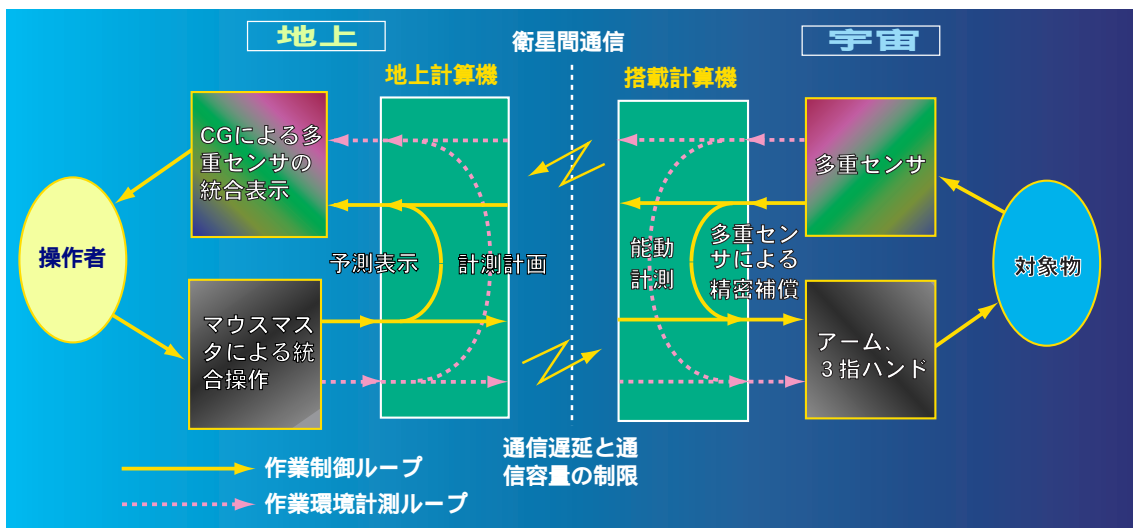 地上
衛星間通信
宇宙
地上計算機
搭載計算機
CGによる多
重センサの
統合表示
多重センサ
操作者
予測表示
計測計画
能動
計測
多重セン
サによる
精密補償
対象物
マウスマス
タによる統
合操作
アーム、
３指ハンド
通信遅延と通
信容量の制限
作業制御ループ
作業環境計測ループ